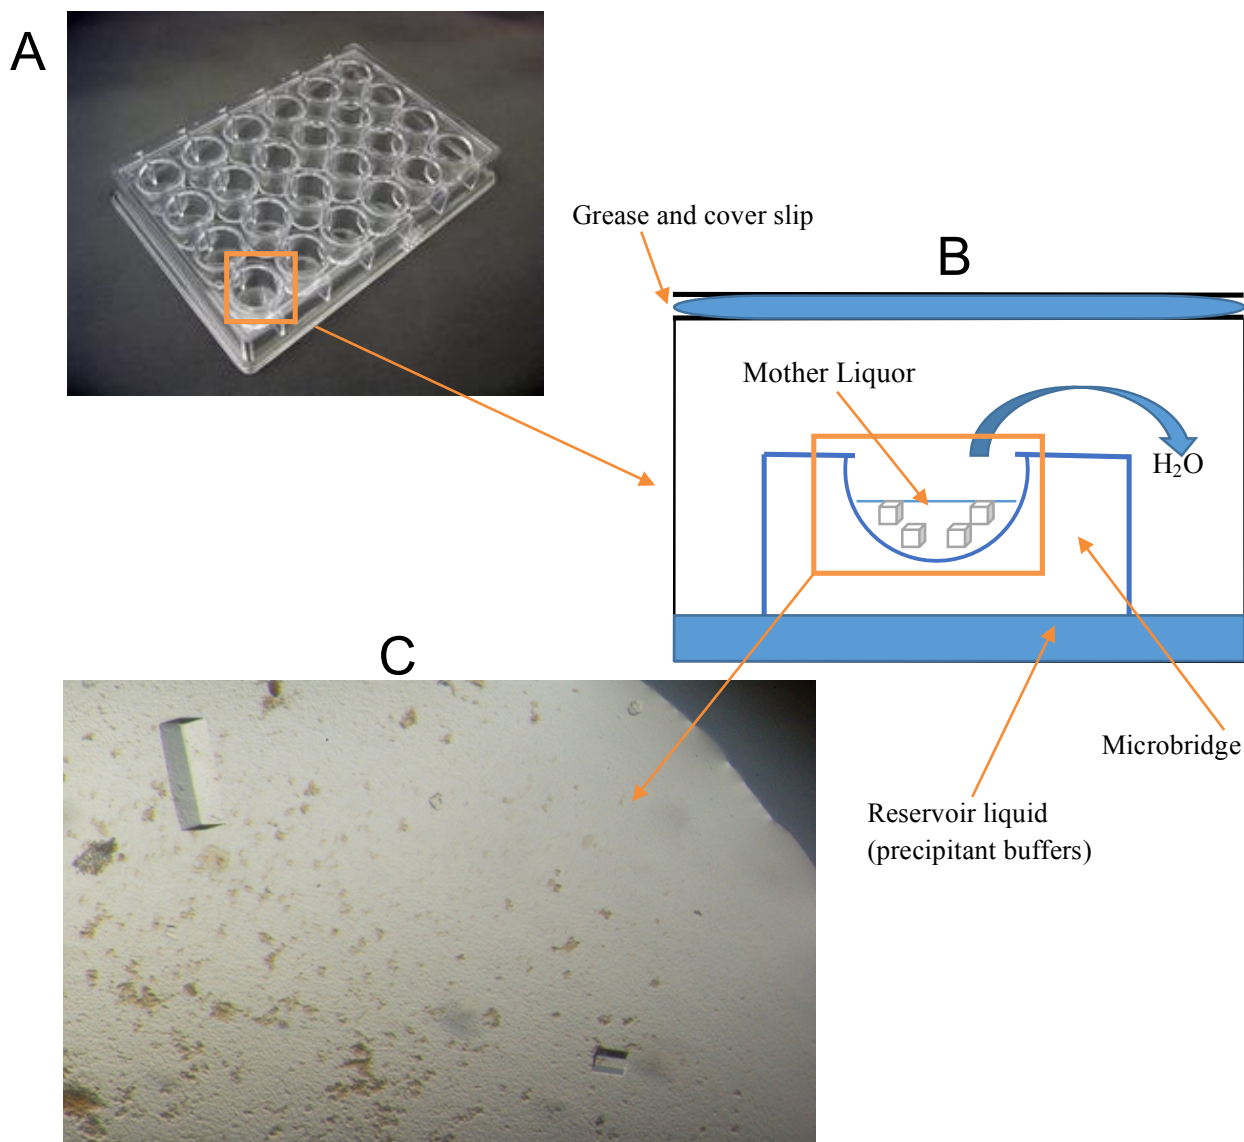 A
Grease and cover slip
B
Mother Liquor
H₂O
C
Microbridge
Reservoir liquid
(precipitant buffers)